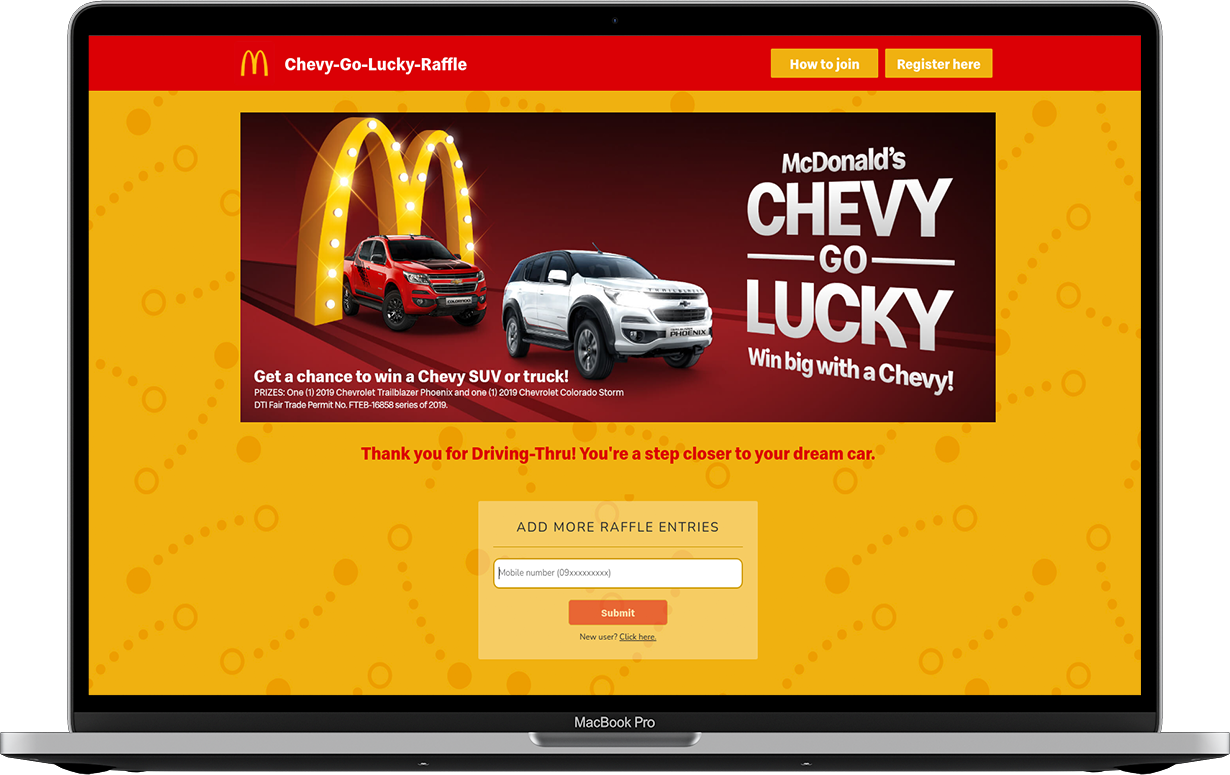 Chevy-Go-Lucky-Raffle
How to join
Register here
McDonald's
CHEVY
GO
LUCKY
Win big with a Chevy!
TRAILBLAZER
COLORADO
PHOENIX
Get a chance to win a Chevy SUV or truck!
PRIZES: One (1) 2019 Chevrolet Trailblazer Phoenix and one (1) 2019 Chevrolet Colorado Storm
DTI Fair Trade Permit No. FTEB-16858 series of 2019.
Thank you for Driving-Thru! You're a step closer to your dream car.
ADD MORE RAFFLE ENTRIES
Mobile number (09xxxxxxxxx)
Submit
New user? Click here.
MacBook Pro